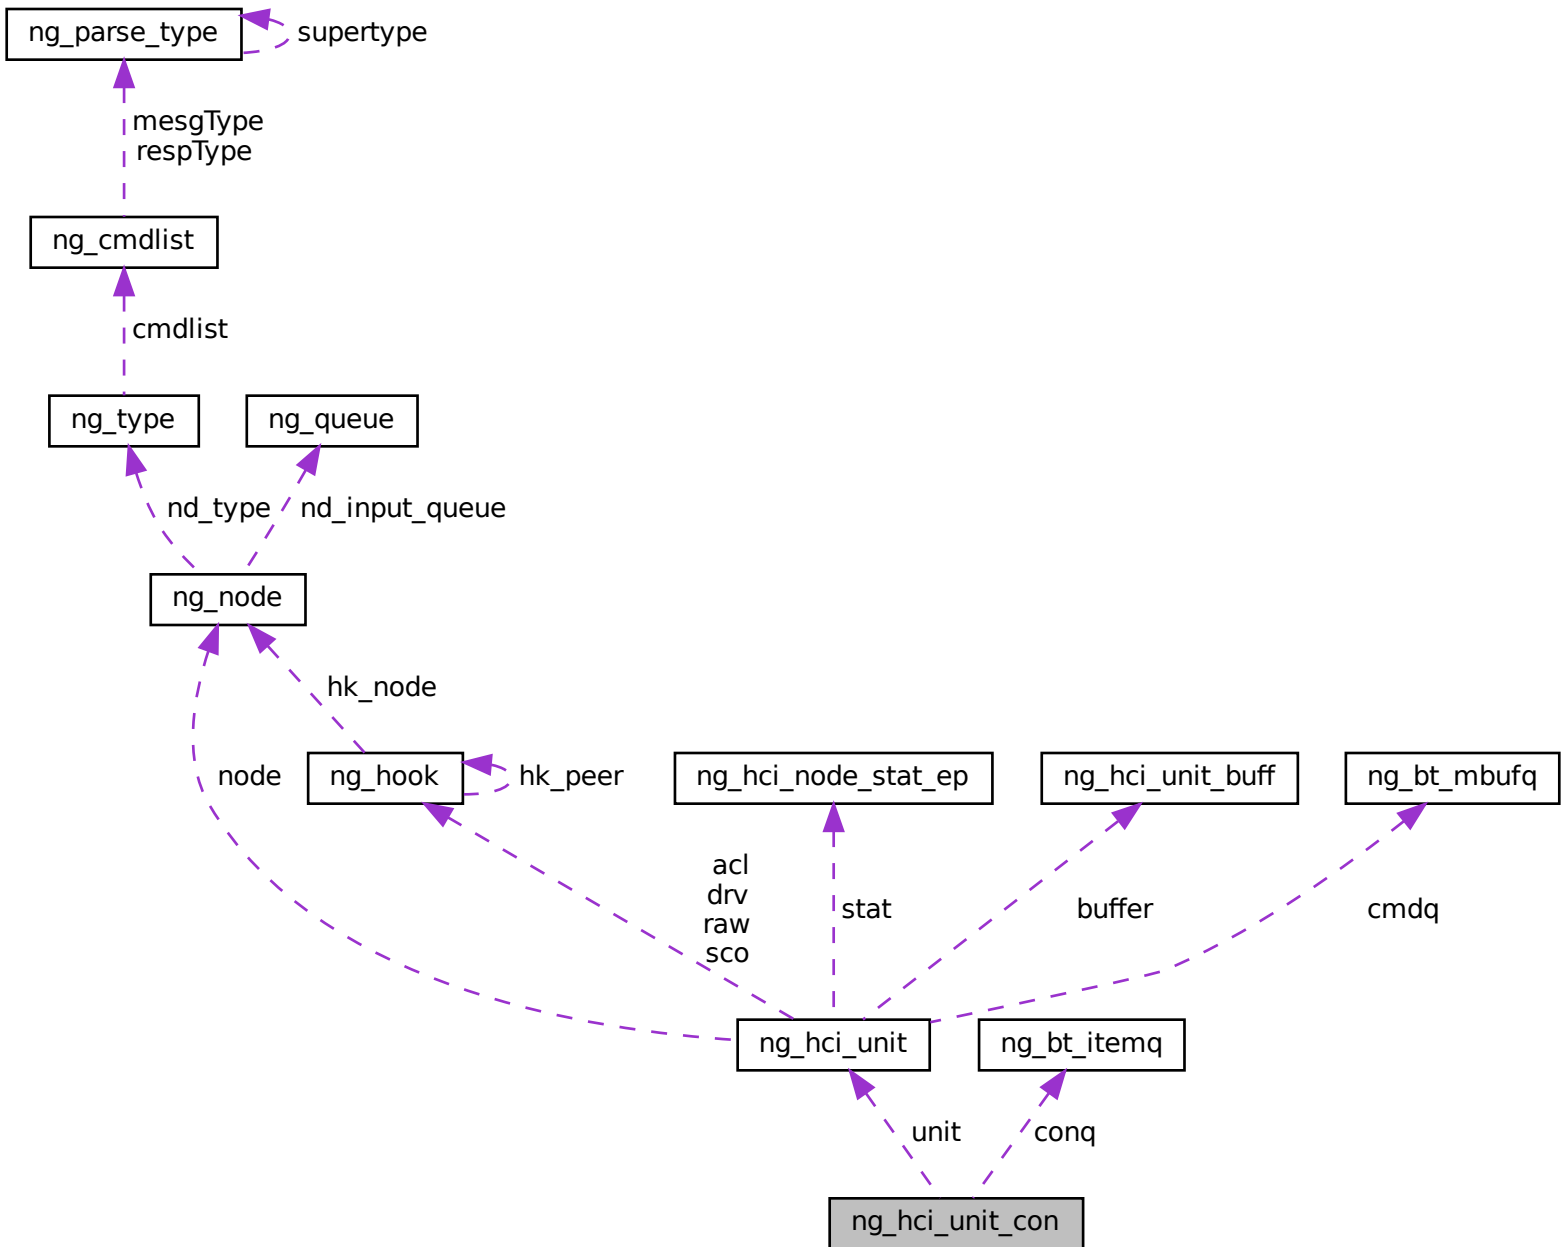 ng_parse_type
supertype
mesgType
respType
ng_cmdlist
cmdlist
ng_type
ng_queue
nd_type
nd_input_queue
ng_node
hk_node
node
ng_hook
hk_peer
ng_hci_node_stat_ep
ng_hci_unit_buff
ng_bt_mbufq
acl
drv
raw
sco
stat
buffer
cmdq
ng_hci_unit
ng_bt_itemq
unit
conq
ng_hci_unit_con